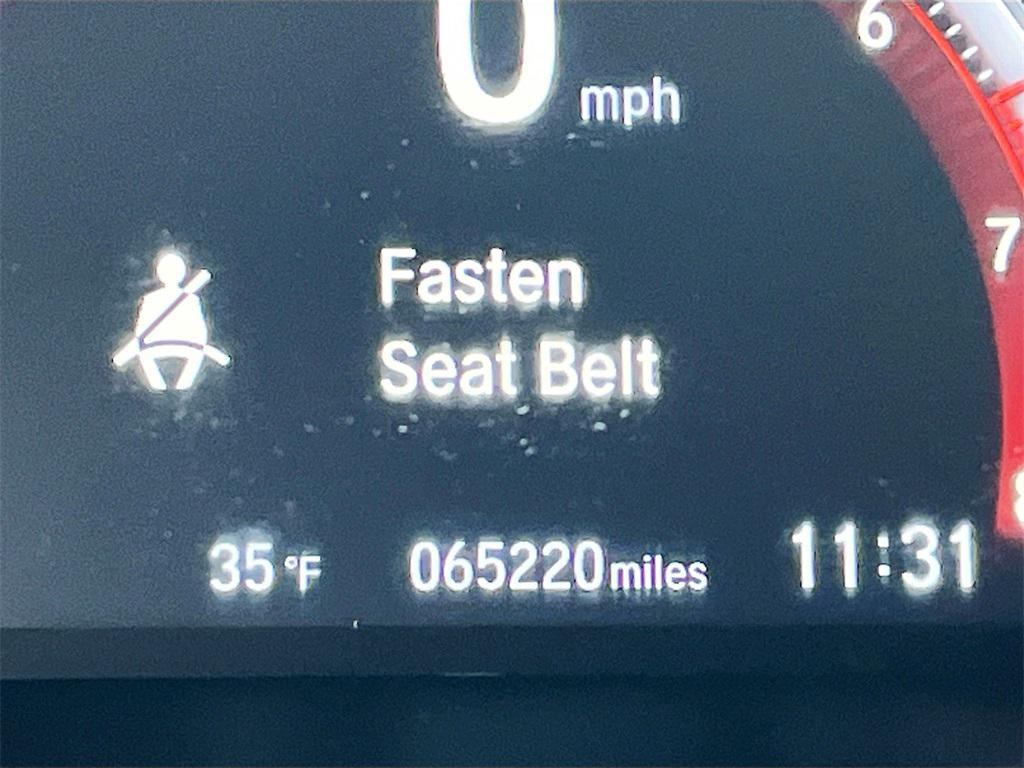 0 mph
6
7
Fasten
Seat Belt
35 °F 065220 miles 11:31